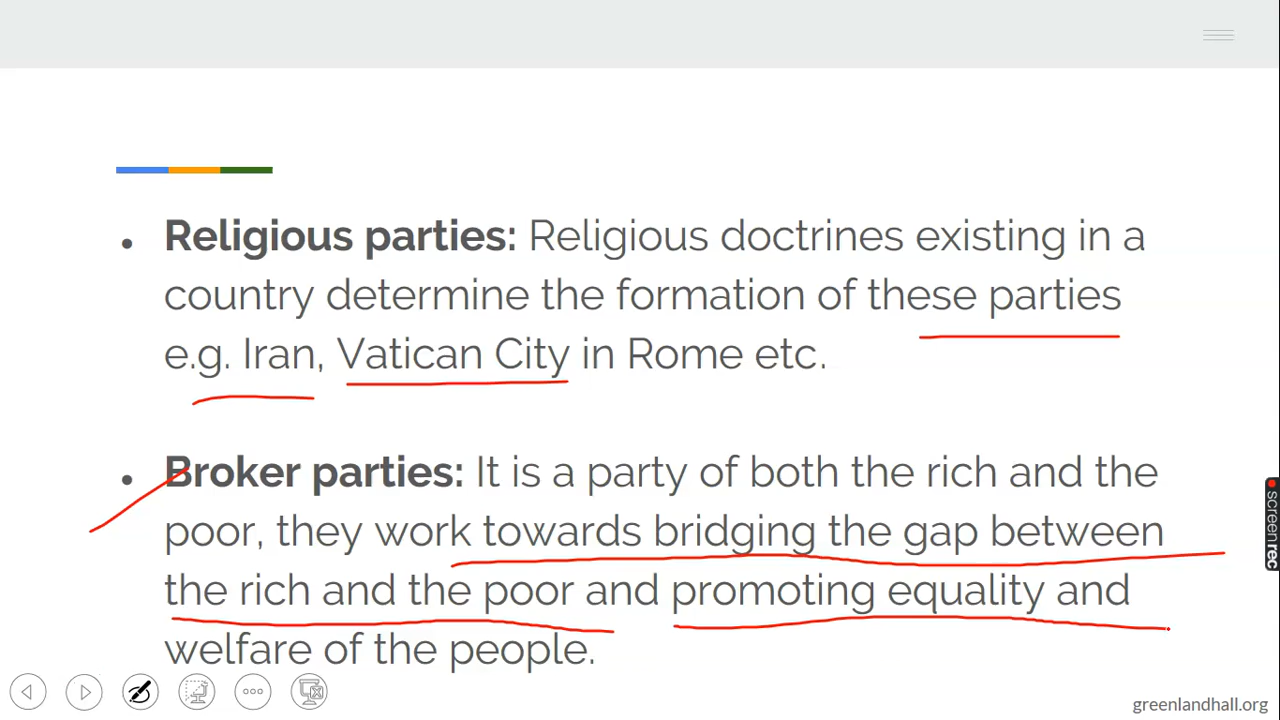 Religious parties: Religious doctrines existing in a
country determine the formation of these parties
e.g. Iran, Vatican City in Rome etc.
Broker parties: It is a party of both the rich and the
poor, they work towards bridging the gap between
the rich and the poor and promoting equality and
welfare of the people.
screenrec
greenlandhall.org